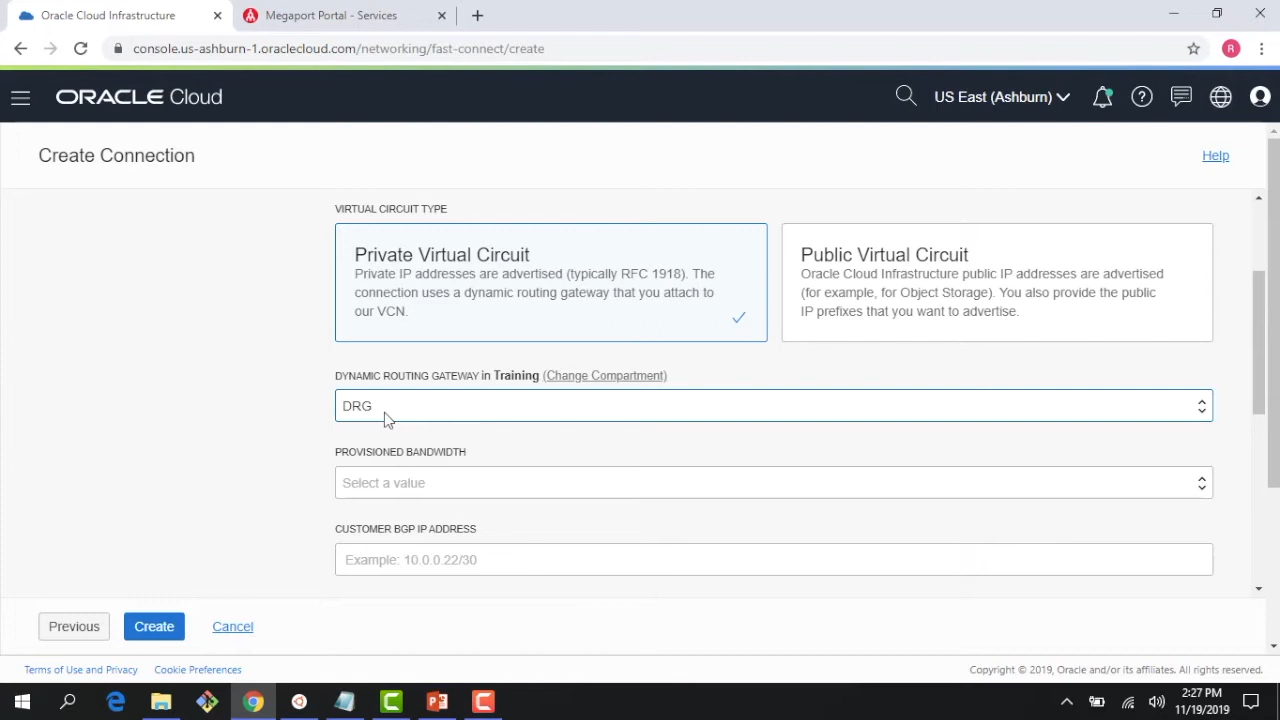 Oracle Cloud Infrastructure
Megaport Portal - Services
console.us-ashburn-1.oraclecloud.com/networking/fast-connect/create
R
ORACLE Cloud
US East (Ashburn)
Create Connection
Help
VIRTUAL CIRCUIT TYPE
Private Virtual Circuit
Private IP addresses are advertised (typically RFC 1918). The
connection uses a dynamic routing gateway that you attach to
our VCN.
Public Virtual Circuit
Oracle Cloud Infrastructure public IP addresses are advertised
(for example, for Object Storage). You also provide the public
IP prefixes that you want to advertise.
DYNAMIC ROUTING GATEWAY in Training (Change Compartment)
DRG
PROVISIONED BANDWIDTH
Select a value
CUSTOMER BGP IP ADDRESS
Example: 10.0.0.22/30
Previous
Create
Cancel
Terms of Use and Privacy
Cookie Preferences
Copyright © 2019, Oracle and/or its affiliates. All rights reserved.
2:27 PM
11/19/2019